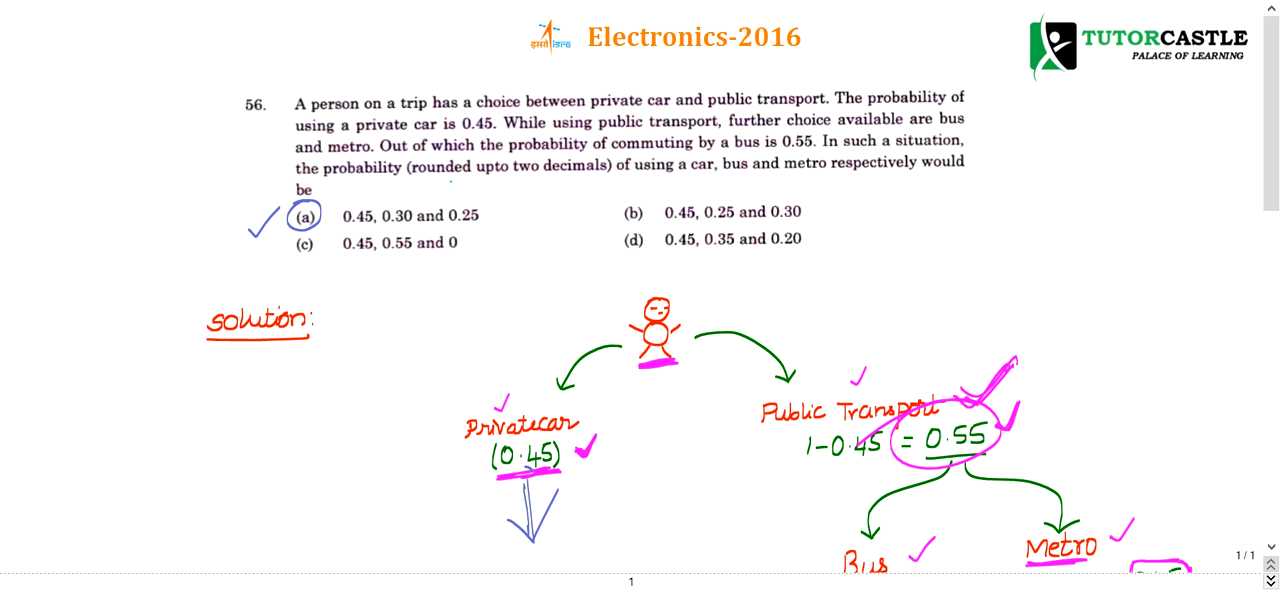 इसरो isro
Electronics-2016
TUTORCASTLE
PALACE OF LEARNING
56. A person on a trip has a choice between private car and public transport. The probability of
using a private car is 0.45. While using public transport, further choice available are bus
and metro. Out of which the probability of commuting by a bus is 0.55. In such a situation,
the probability (rounded upto two decimals) of using a car, bus and metro respectively would
be
(a) 0.45, 0.30 and 0.25 (b) 0.45, 0.25 and 0.30
(c) 0.45, 0.55 and 0 (d) 0.45, 0.35 and 0.20
Solution:
Private car
(0.45)
Public Transport
1-0.45 = 0.55
Bus
Metro
1 / 1
1